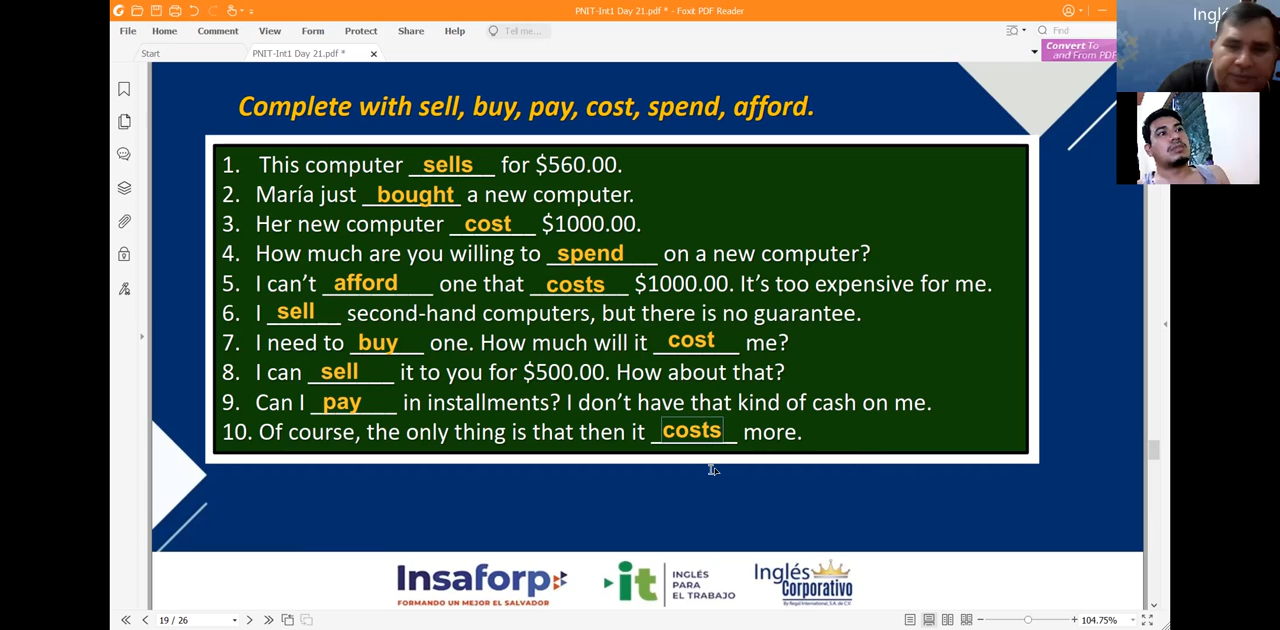 PNIT-Int1 Day 21.pdf * - Foxit PDF Reader
File Home Comment View Form Protect Share Help Tell me... Find
Start PNIT-Int1 Day 21.pdf *
Convert To
and From PDF
Inglé
Complete with sell, buy, pay, cost, spend, afford.
1. This computer sells for $560.00.
2. María just bought a new computer.
3. Her new computer cost $1000.00.
4. How much are you willing to spend on a new computer?
5. I can't afford one that costs $1000.00. It's too expensive for me.
6. I sell second-hand computers, but there is no guarantee.
7. I need to buy one. How much will it cost me?
8. I can sell it to you for $500.00. How about that?
9. Can I pay in installments? I don't have that kind of cash on me.
10. Of course, the only thing is that then it costs more.
Insaforp
FORMANDO UN MEJOR EL SALVADOR
it
INGLÉS
PARA
EL TRABAJO
Inglés
Corporativo
By Regal International, S.A. de C.V.
19 / 26
104.75%